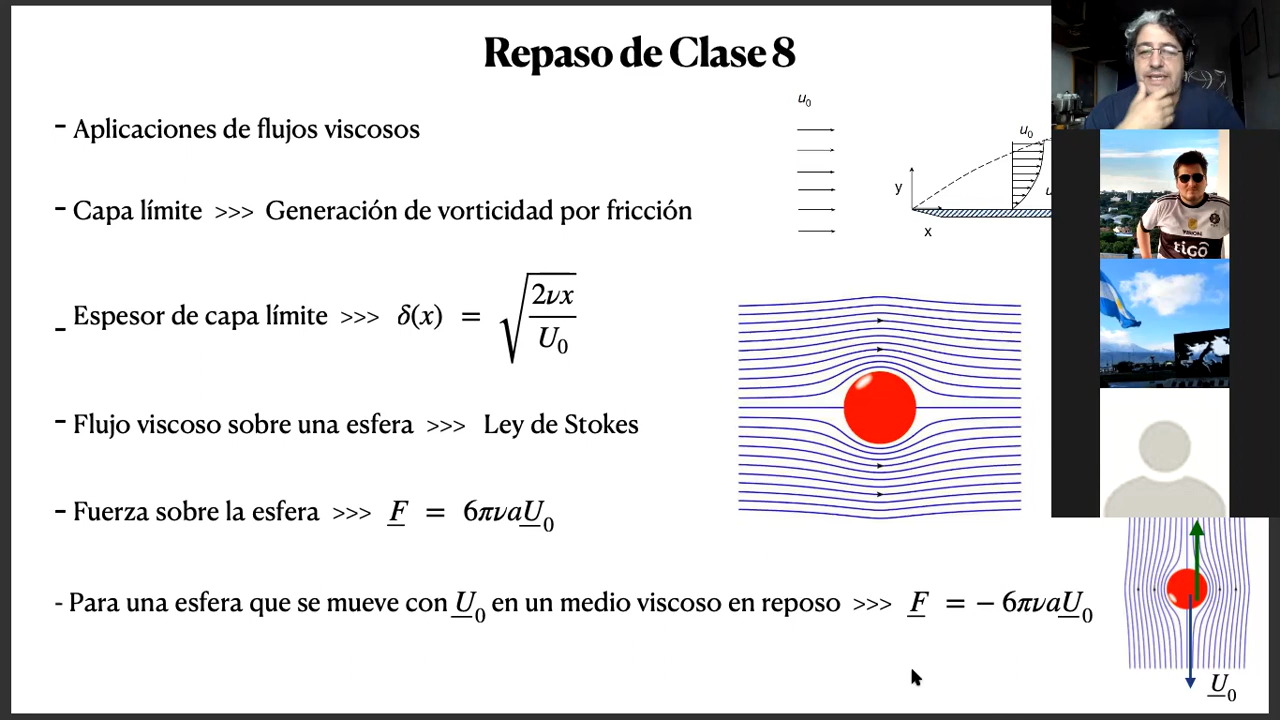 Repaso de Clase 8
- Aplicaciones de flujos viscosos
- Capa límite >>> Generación de vorticidad por fricción
- Espesor de capa límite >>> δ(x) = √(2νx / U₀)
- Flujo viscoso sobre una esfera >>> Ley de Stokes
- Fuerza sobre la esfera >>> F = 6πνaU₀
- Para una esfera que se mueve con U₀ en un medio viscoso en reposo >>> F = − 6πνaU₀
u₀
u₀
y
u
x
tigo
U₀